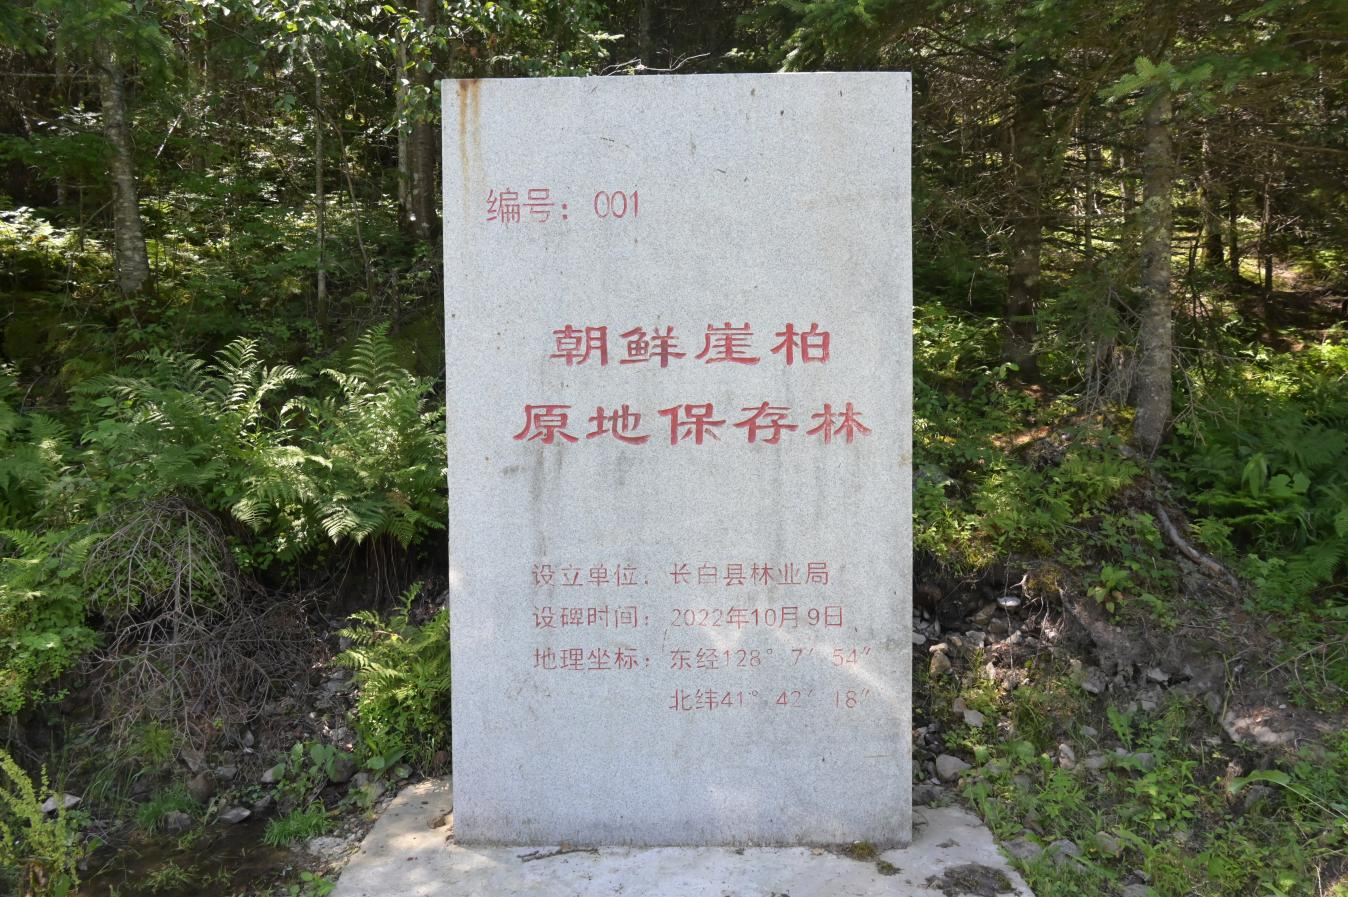 编号：001
朝鲜崖柏
原地保存林
设立单位：长白县林业局
设碑时间：2022年10月9日
地理坐标：东经128°7′54″
北纬41°42′18″